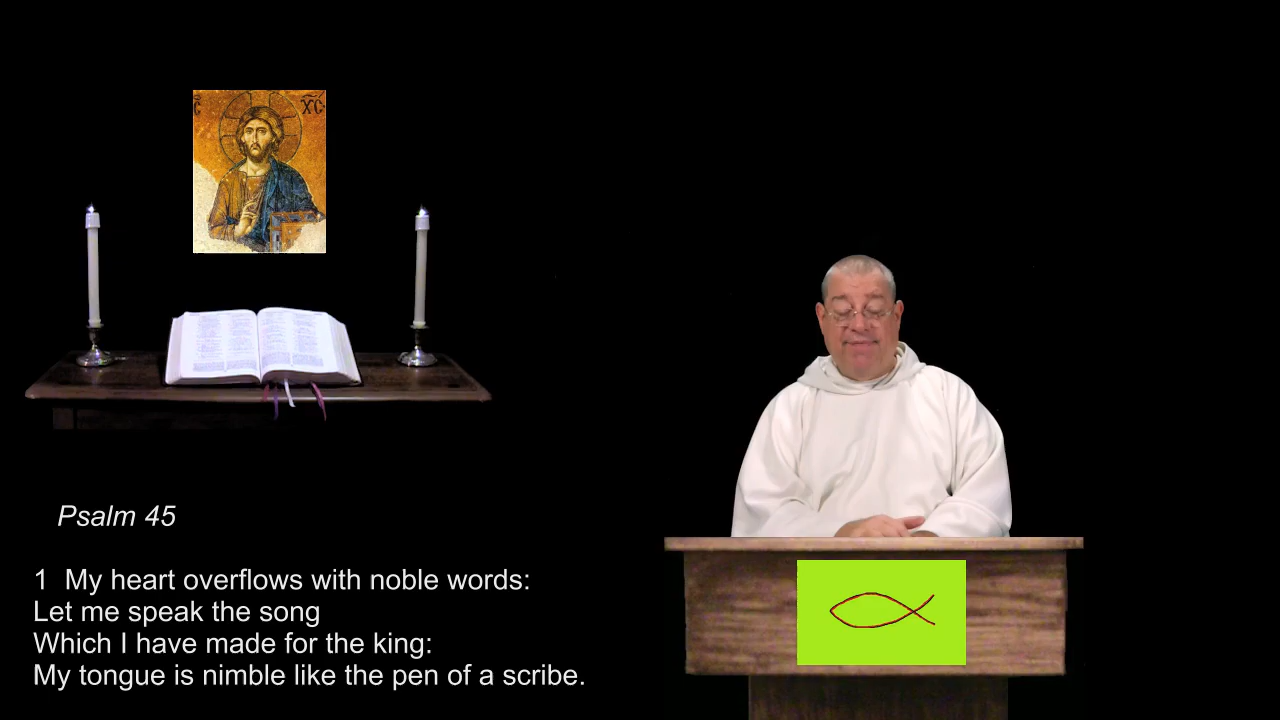 XC
Psalm 45
1 My heart overflows with noble words:
Let me speak the song
Which I have made for the king:
My tongue is nimble like the pen of a scribe.